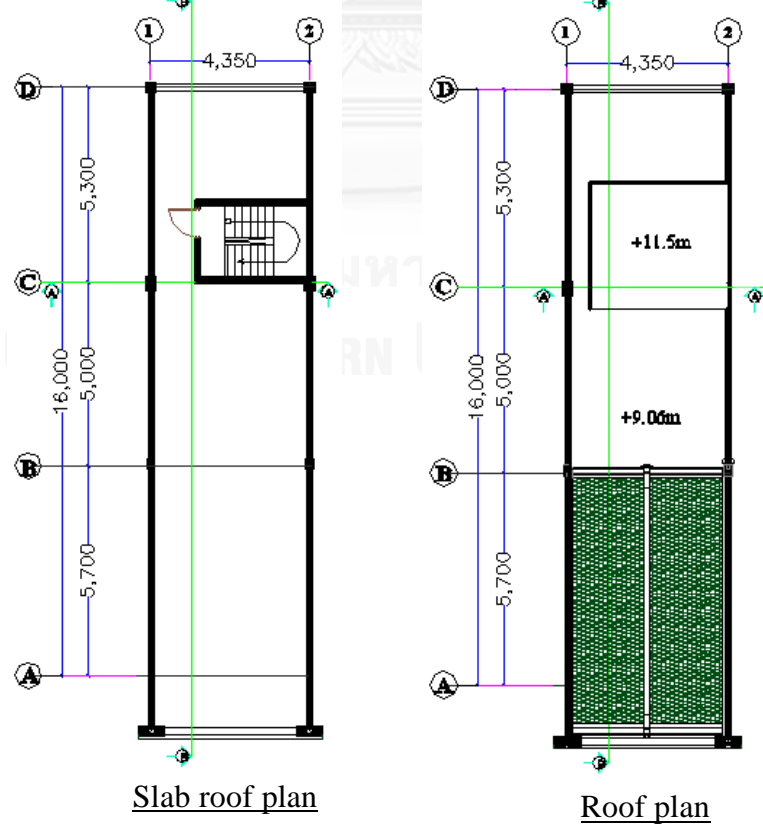 1
2
4,350
D
5,300
C
A
A
16,000
5,000
B
5,700
A
Slab roof plan
1
2
4,350
D
5,300
+11.5m
C
A
A
16,000
5,000
+9.06m
B
5,700
A
Roof plan